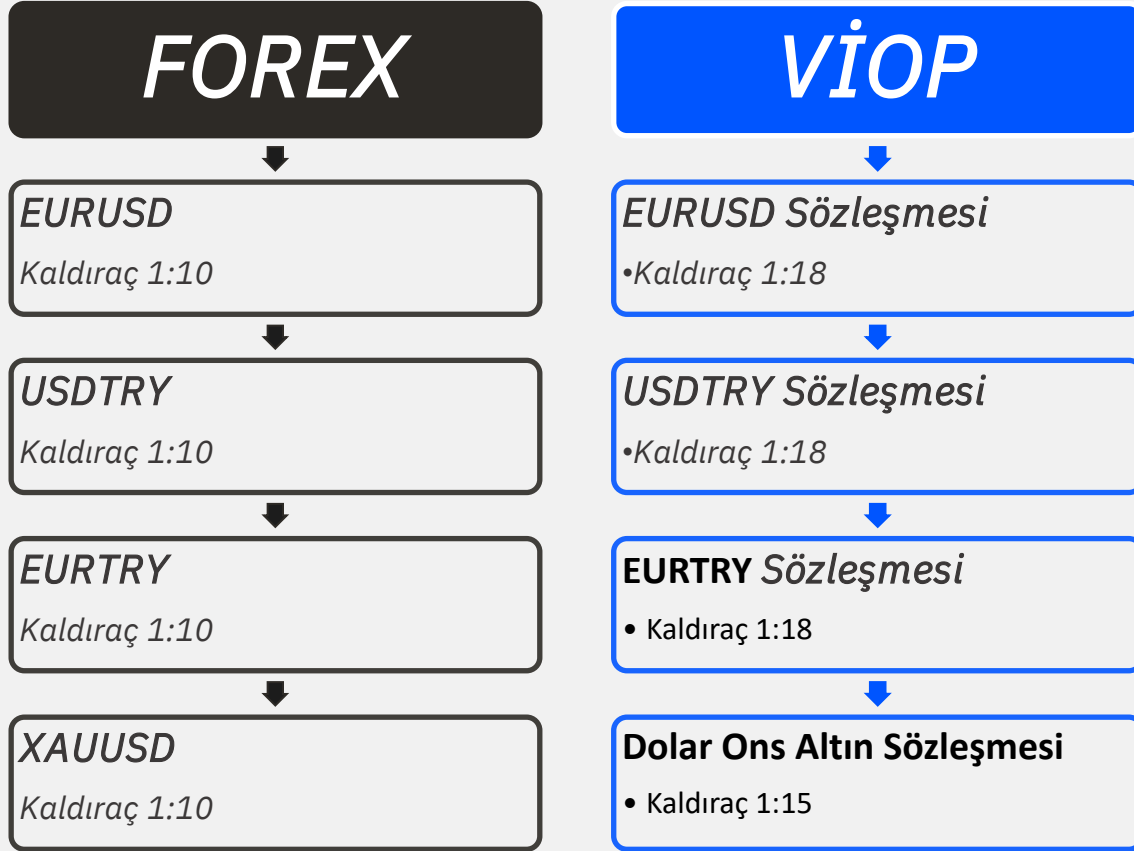 FOREX
EURUSD
Kaldıraç 1:10
USDTRY
Kaldıraç 1:10
EURTRY
Kaldıraç 1:10
XAUUSD
Kaldıraç 1:10
VİOP
EURUSD Sözleşmesi
•Kaldıraç 1:18
USDTRY Sözleşmesi
•Kaldıraç 1:18
EURTRY Sözleşmesi
• Kaldıraç 1:18
Dolar Ons Altın Sözleşmesi
• Kaldıraç 1:15